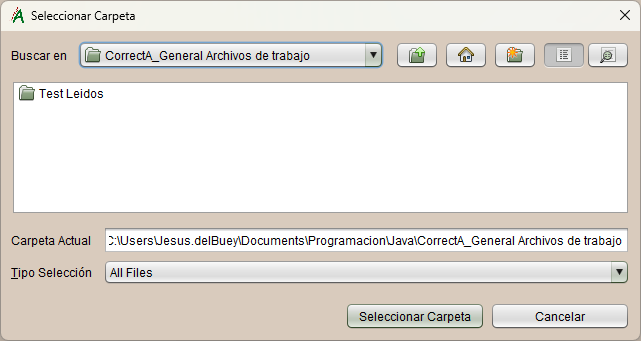 Seleccionar Carpeta
Buscar en
CorrectA_General Archivos de trabajo
Test Leidos
Carpeta Actual
C:\Users\Jesus.delBuey\Documents\Programacion\Java\CorrectA_General Archivos de trabajo
Tipo Selección
All Files
Seleccionar Carpeta
Cancelar